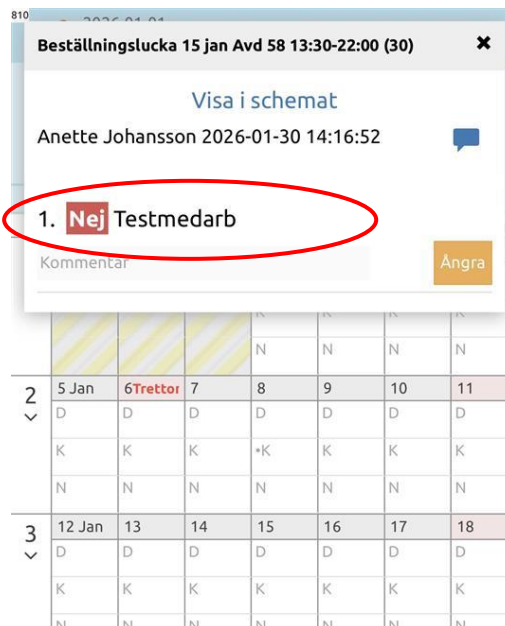 810
Beställningslucka 15 jan Avd 58 13:30-22:00 (30) ✖
Visa i schemat
Anette Johansson 2026-01-30 14:16:52
1. Nej Testmedarb
Kommentar Ångra
N N N N
2 5 Jan 6Trettor 7 8 9 10 11
D D D D D D D
K K K •K K K K
N N N N N N N
3 12 Jan 13 14 15 16 17 18
D D D D D D D
K K K K K K K
N N N N N N N